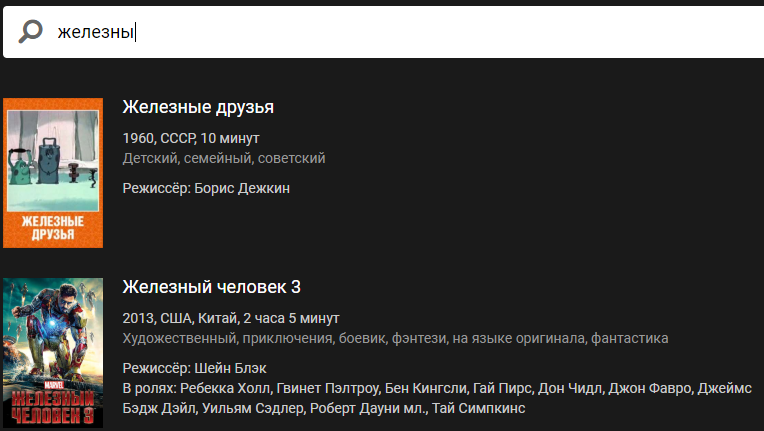 железны
Железные друзья
1960, СССР, 10 минут
Детский, семейный, советский
Режиссёр: Борис Дежкин
ЖЕЛЕЗНЫЕ
ДРУЗЬЯ
Железный человек 3
2013, США, Китай, 2 часа 5 минут
Художественный, приключения, боевик, фэнтези, на языке оригинала, фантастика
Режиссёр: Шейн Блэк
В ролях: Ребекка Холл, Гвинет Пэлтроу, Бен Кингсли, Гай Пирс, Дон Чидл, Джон Фавро, Джеймс
Бэдж Дэйл, Уильям Сэдлер, Роберт Дауни мл., Тай Симпкинс
MARVEL
ЖЕЛЕЗНЫЙ
ЧЕЛОВЕК 3